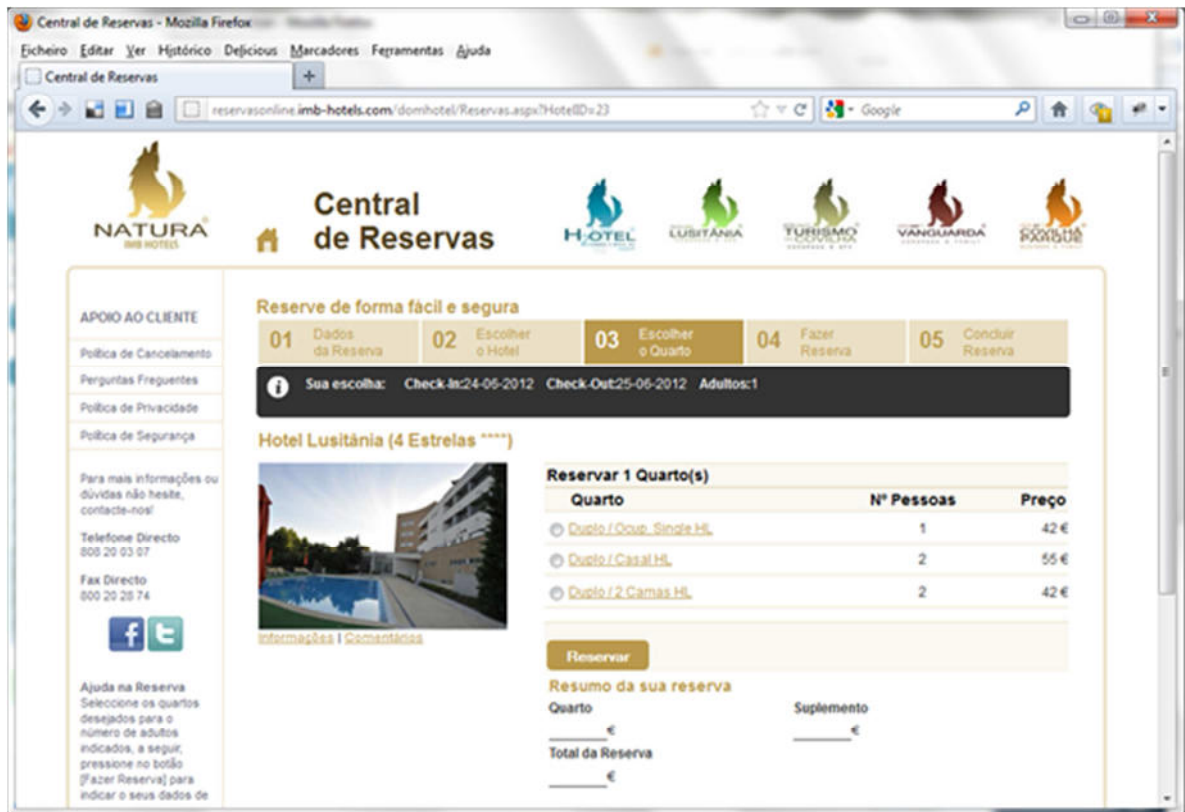 Central de Reservas - Mozilla Firefox
Ficheiro Editar Ver Histórico Delicious Marcadores Ferramentas Ajuda
Central de Reservas
reservasonline.imb-hotels.com/domhotel/Reservas.aspx?HotelID=23
Google
NATURA
IMB HOTELS
Central
de Reservas
H2OTEL
LUSITÂNIA
TURISMO
COVILHÃ
VANGUARDA
COVILHÃ
PARQUE
APOIO AO CLIENTE
Política de Cancelamento
Perguntas Frequentes
Política de Privacidade
Política de Segurança
Para mais informações ou
dúvidas não hesite,
contacte-nos!
Telefone Directo
808 20 03 07
Fax Directo
800 20 28 74
Ajuda na Reserva
Seleccione os quartos
desejados para o
número de adultos
indicados, a seguir,
pressione no botão
[Fazer Reserva] para
indicar o seus dados de
Reserve de forma fácil e segura
01 Dados
da Reserva
02 Escolher
o Hotel
03 Escolher
o Quarto
04 Fazer
Reserva
05 Concluir
Reserva
Sua escolha: Check-In:24-06-2012 Check-Out:25-06-2012 Adultos:1
Hotel Lusitânia (4 Estrelas ****)
Informações | Comentários
Reservar 1 Quarto(s)
Quarto Nº Pessoas Preço
Duplo / Ocup. Single HL 1 42 €
Duplo / Casal HL 2 55 €
Duplo / 2 Camas HL 2 42 €
Reservar
Resumo da sua reserva
Quarto Suplemento
______€ ______€
Total da Reserva
______€